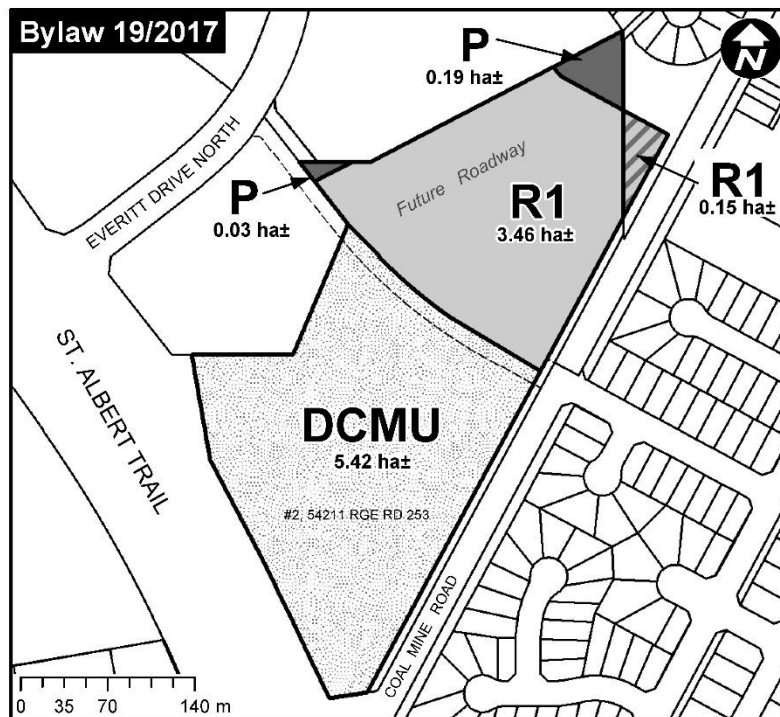 Bylaw 19/2017
N
P
0.19 ha±
EVERITT DRIVE NORTH
P
0.03 ha±
Future Roadway
R1
3.46 ha±
R1
0.15 ha±
ST. ALBERT TRAIL
DCMU
5.42 ha±
#2, 54211 RGE RD 253
COAL MINE ROAD
0 35 70 140 m